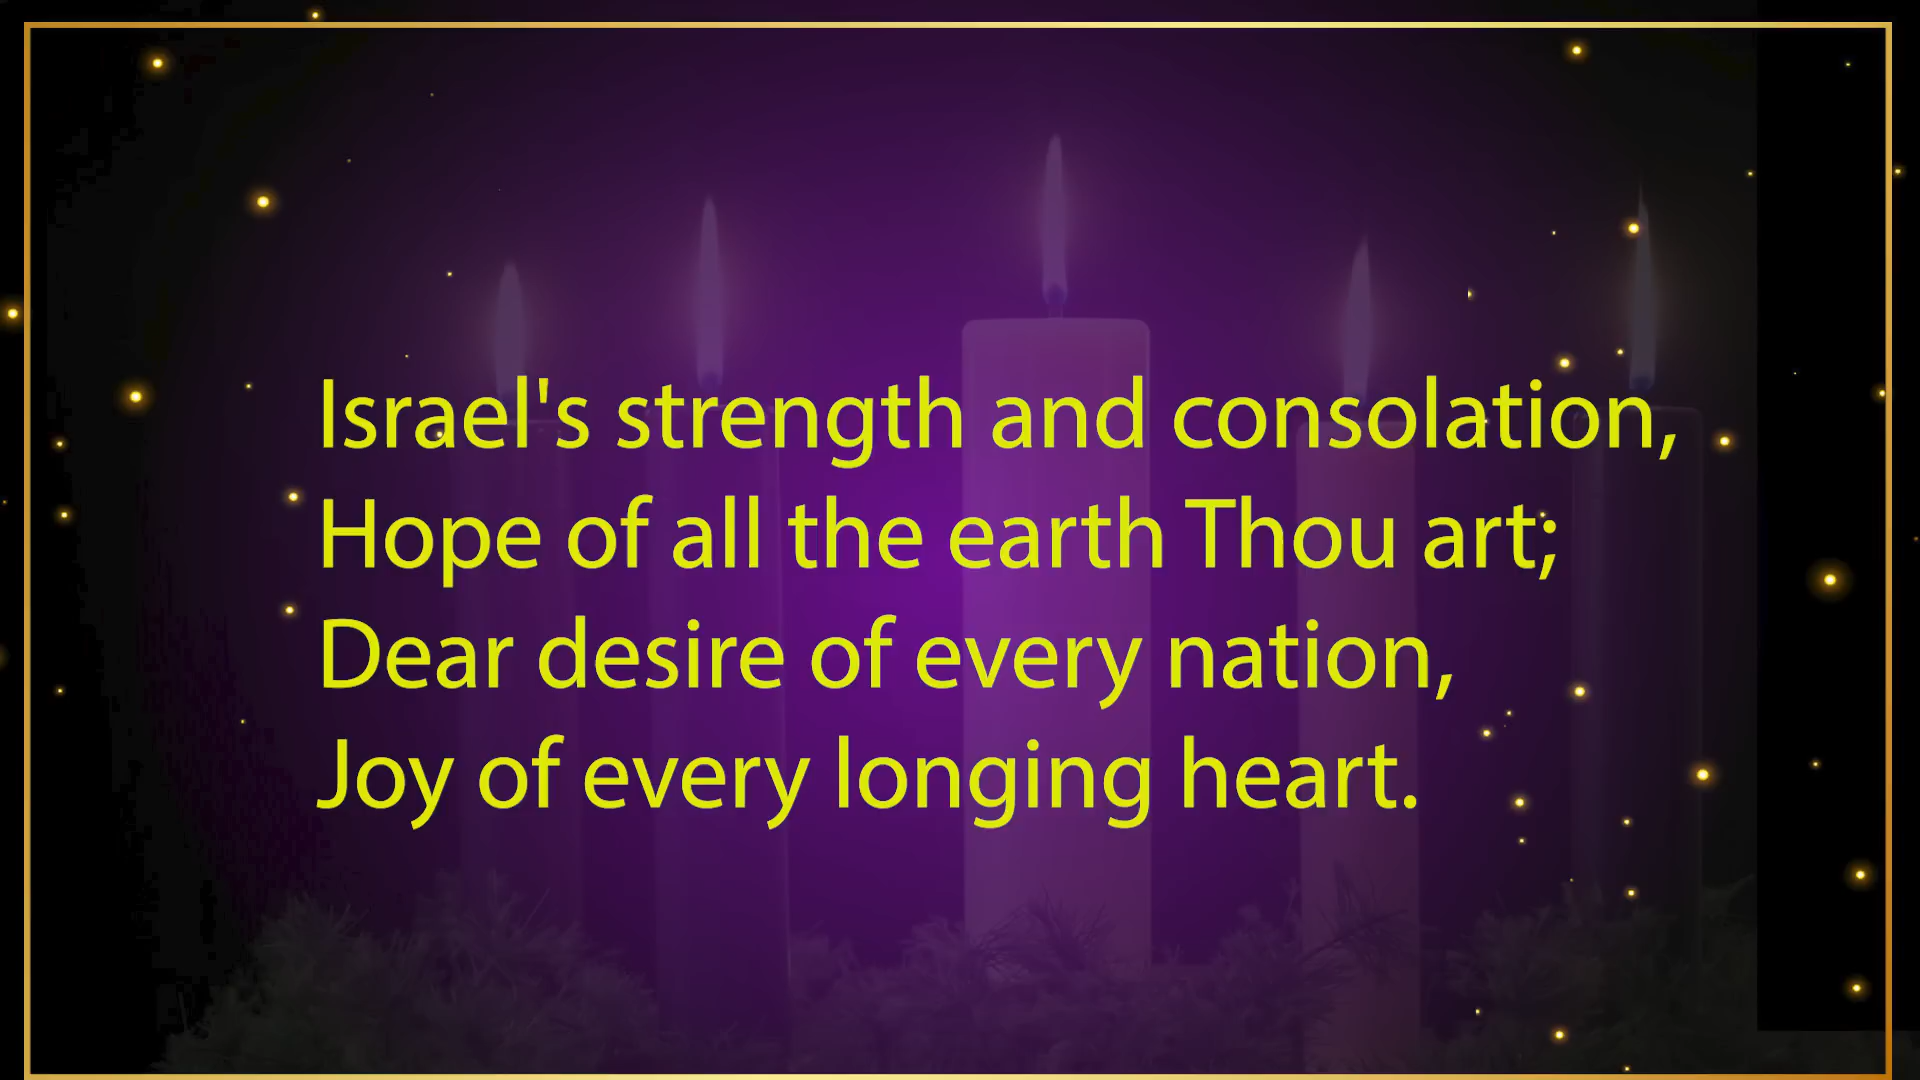 Israel's strength and consolation,
Hope of all the earth Thou art;
Dear desire of every nation,
Joy of every longing heart.